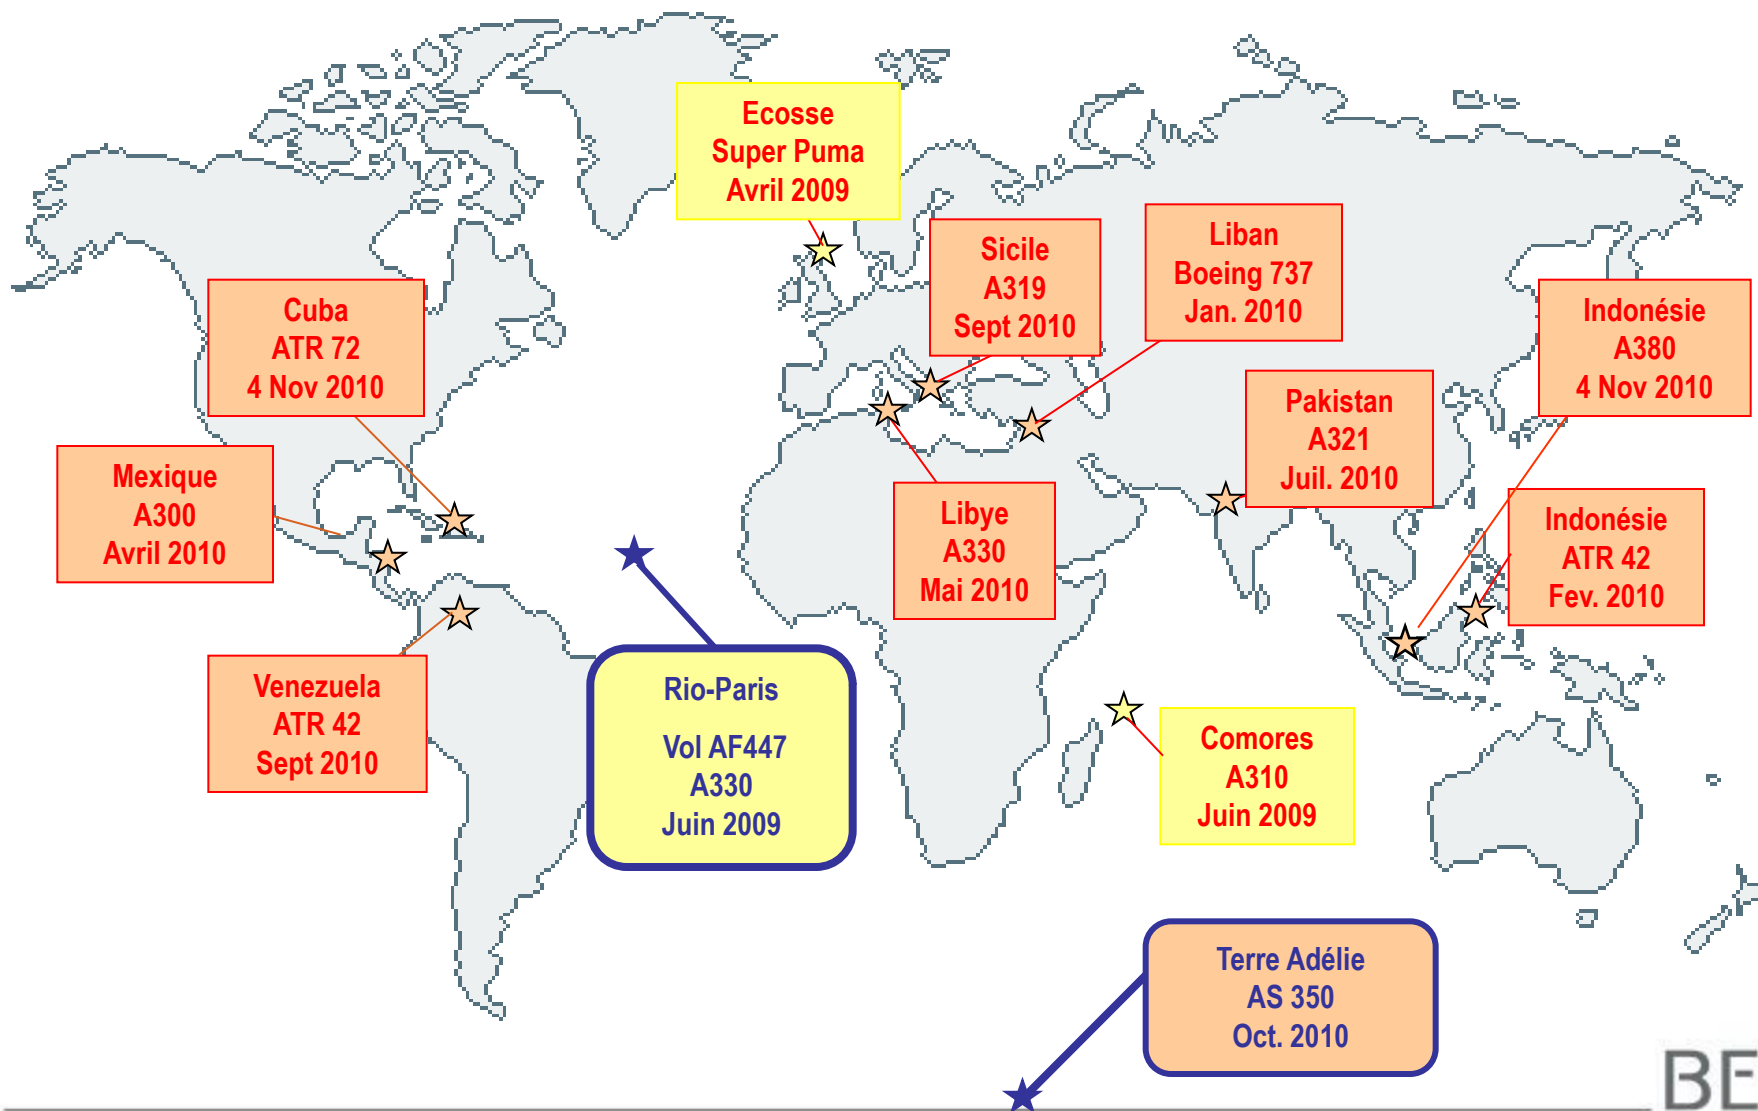 Ecosse
Super Puma
Avril 2009
Sicile
A319
Sept 2010
Liban
Boeing 737
Jan. 2010
Cuba
ATR 72
4 Nov 2010
Indonésie
A380
4 Nov 2010
Pakistan
A321
Juil. 2010
Mexique
A300
Avril 2010
Libye
A330
Mai 2010
Indonésie
ATR 42
Fev. 2010
Venezuela
ATR 42
Sept 2010
Rio-Paris
Vol AF447
A330
Juin 2009
Comores
A310
Juin 2009
Terre Adélie
AS 350
Oct. 2010
BE